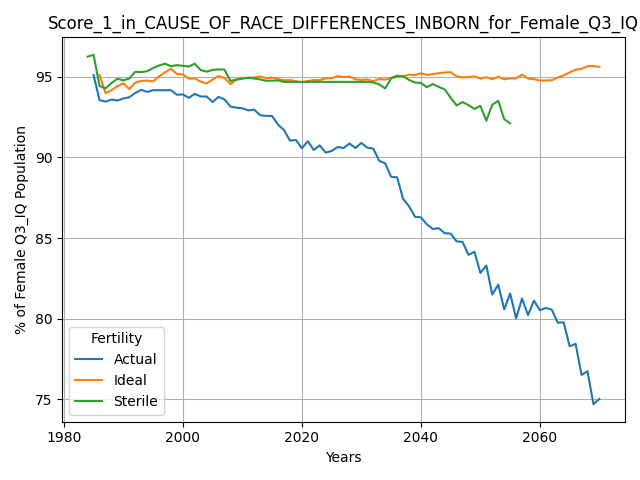 Score_1_in_CAUSE_OF_RACE_DIFFERENCES_INBORN_for_Female_Q3_IQ
% of Female Q3_IQ Population
95
90
85
80
75
Fertility
Actual
Ideal
Sterile
1980
2000
2020
2040
2060
Years